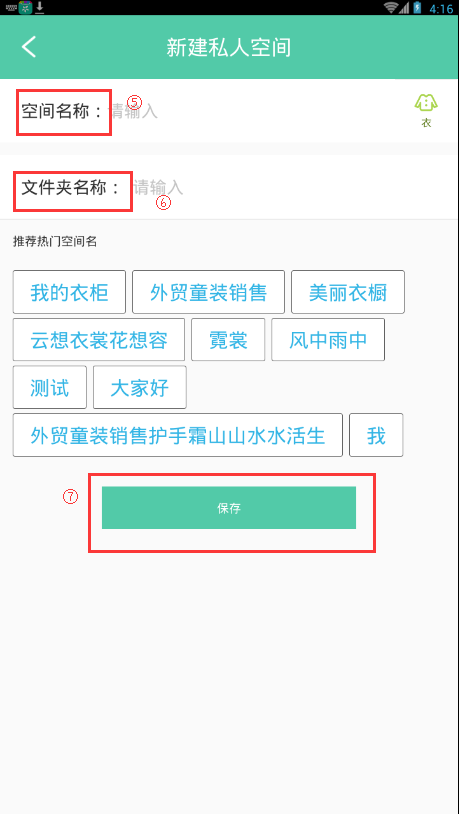 4:16
新建私人空间
空间名称： ⑤ 请输入
衣
文件夹名称： 请输入
⑥
推荐热门空间名
我的衣柜 外贸童装销售 美丽衣橱
云想衣裳花想容 霓裳 风中雨中
测试 大家好
外贸童装销售护手霜山山水水活生 我
⑦ 保存